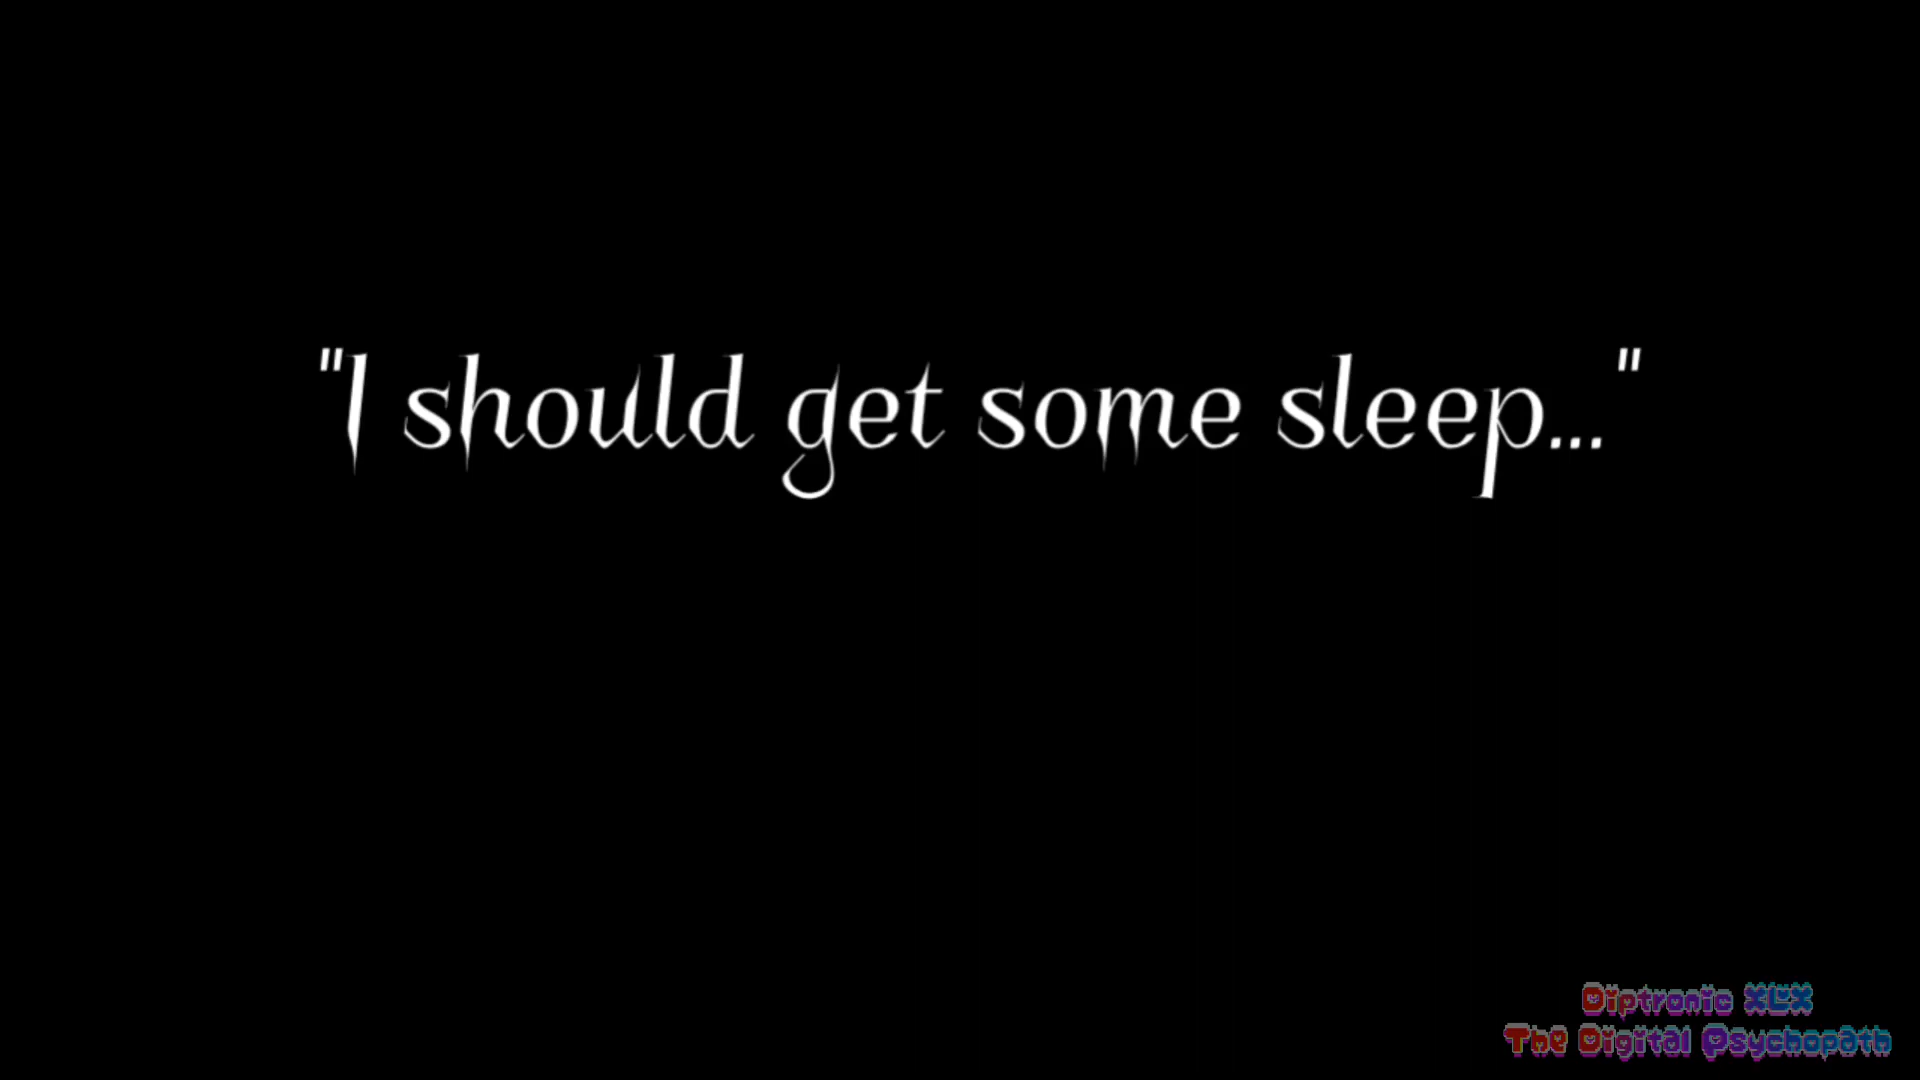 "I should get some sleep..."
Diptronic XLX
The Digital Psychopath